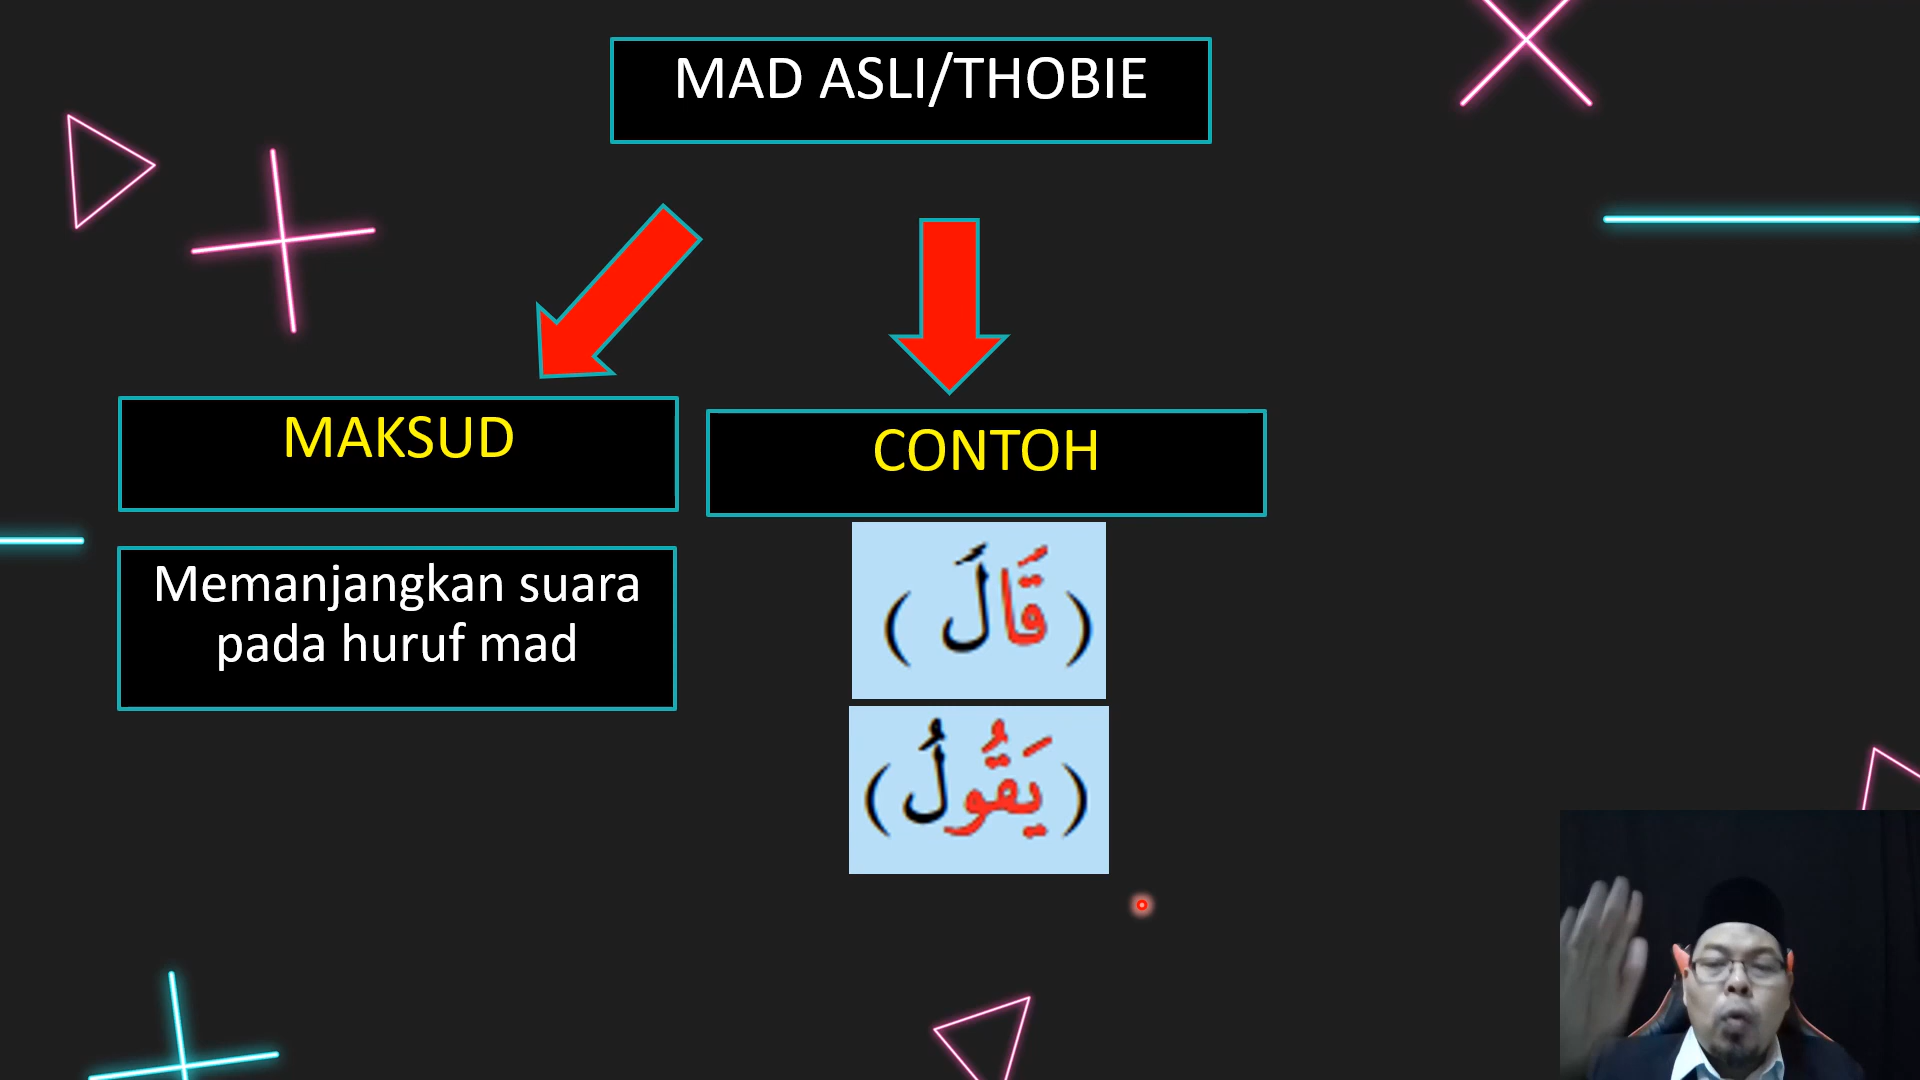 MAD ASLI/THOBIE
MAKSUD
Memanjangkan suara
pada huruf mad
CONTOH
(قَالَ)
(يَقُولُ)